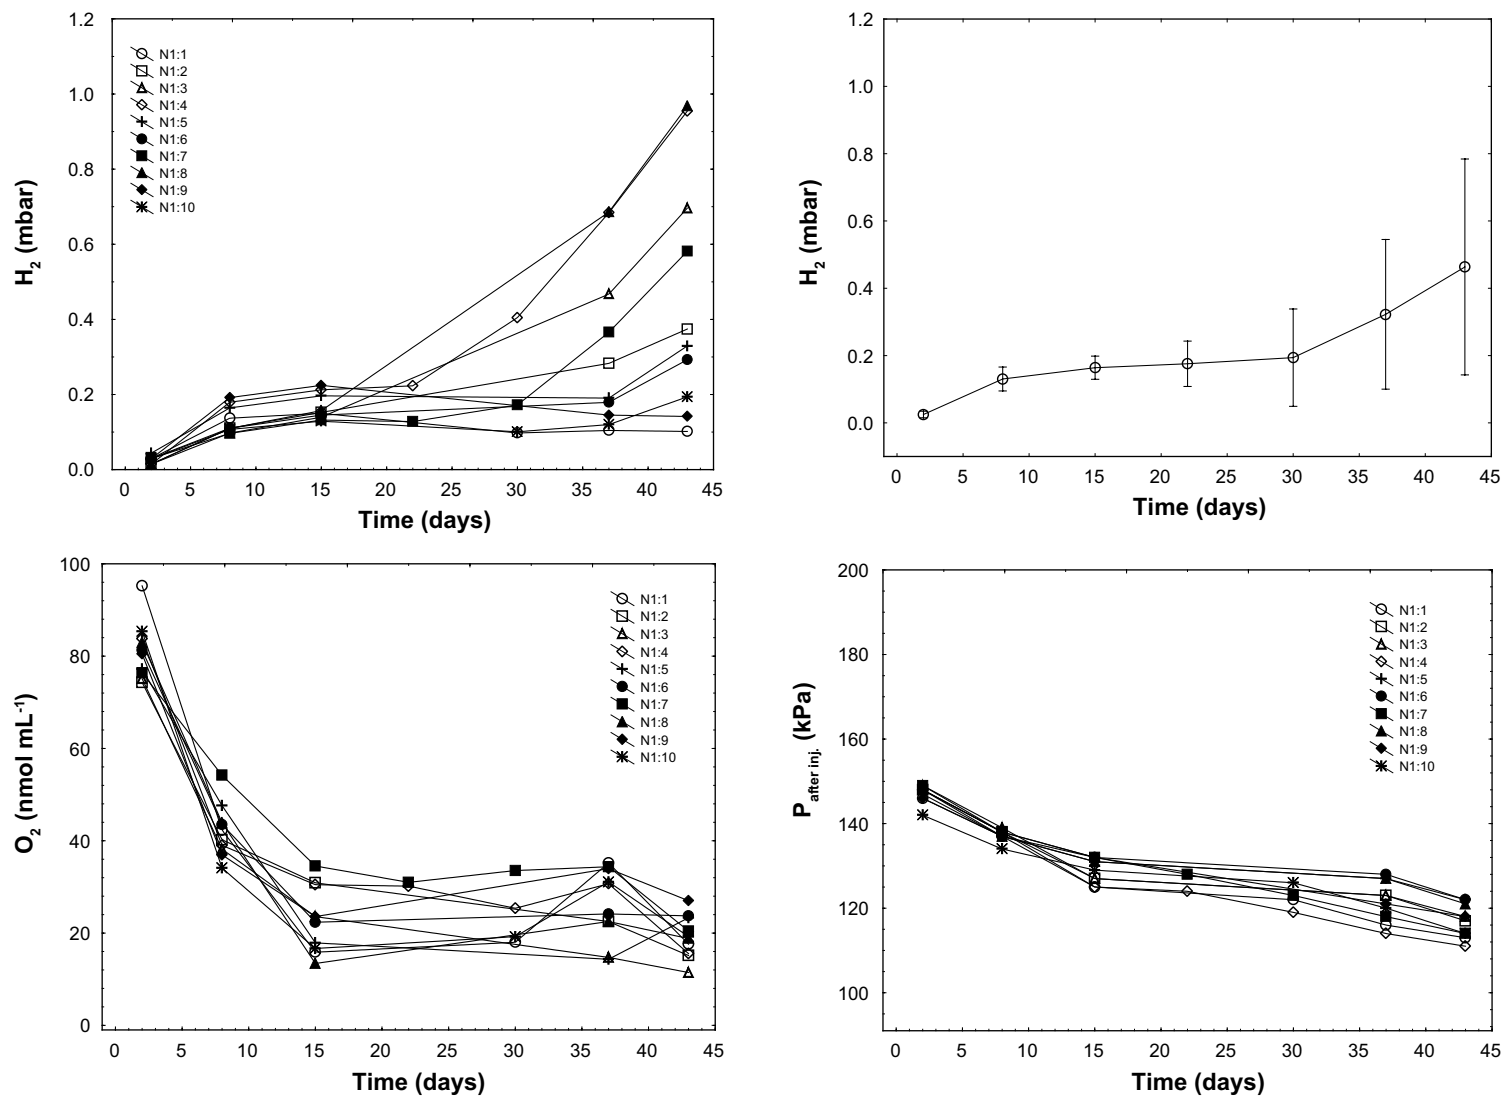 1.2
1.0
0.8
0.6
0.4
0.2
0.0
H2 (mbar)
N1:1
N1:2
N1:3
N1:4
N1:5
N1:6
N1:7
N1:8
N1:9
N1:10
0 5 10 15 20 25 30 35 40 45
Time (days)
1.2
1.0
0.8
0.6
0.4
0.2
0.0
H2 (mbar)
0 5 10 15 20 25 30 35 40 45
Time (days)
100
80
60
40
20
0
O2 (nmol mL-1)
N1:1
N1:2
N1:3
N1:4
N1:5
N1:6
N1:7
N1:8
N1:9
N1:10
0 5 10 15 20 25 30 35 40 45
Time (days)
200
180
160
140
120
100
Pafter inj. (kPa)
N1:1
N1:2
N1:3
N1:4
N1:5
N1:6
N1:7
N1:8
N1:9
N1:10
0 5 10 15 20 25 30 35 40 45
Time (days)